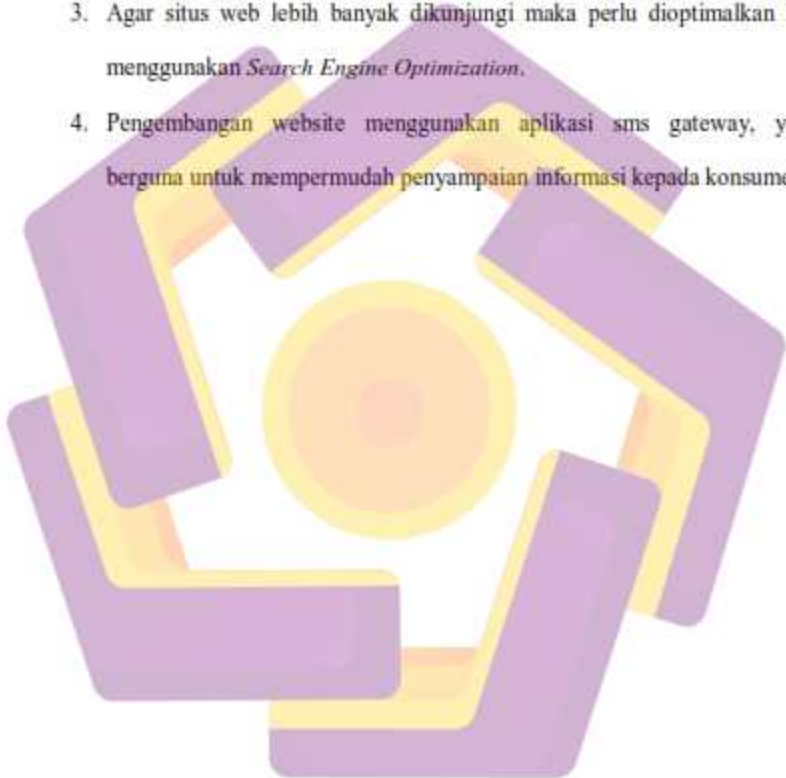 3. Agar situs web lebih banyak dikunjungi maka perlu dioptimalkan
menggunakan Search Engine Optimization.
4. Pengembangan website menggunakan aplikasi sms gateway,
berguna untuk mempermudah penyampaian informasi kepada